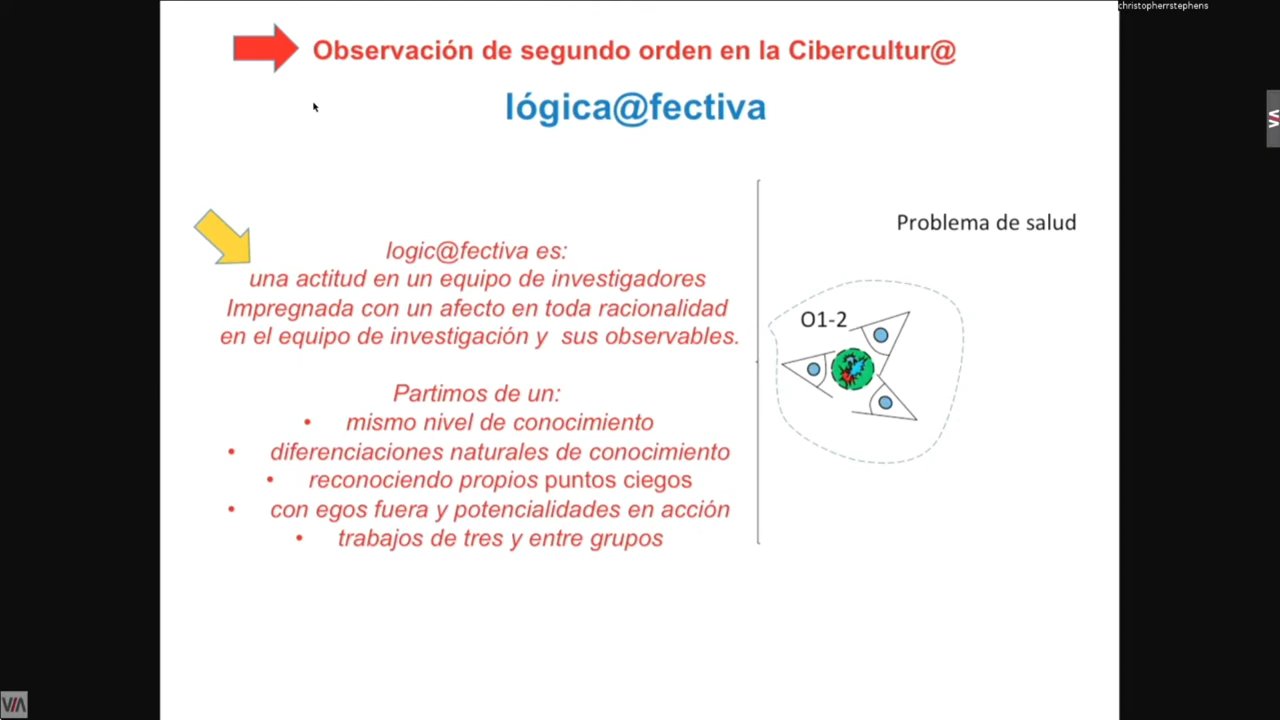 christopherrstephens
Observación de segundo orden en la Cibercultur@
lógica@fectiva
logic@fectiva es:
una actitud en un equipo de investigadores
Impregnada con un afecto en toda racionalidad
en el equipo de investigación y sus observables.
Partimos de un:
• mismo nivel de conocimiento
• diferenciaciones naturales de conocimiento
• reconociendo propios puntos ciegos
• con egos fuera y potencialidades en acción
• trabajos de tres y entre grupos
Problema de salud
O1-2
VIA